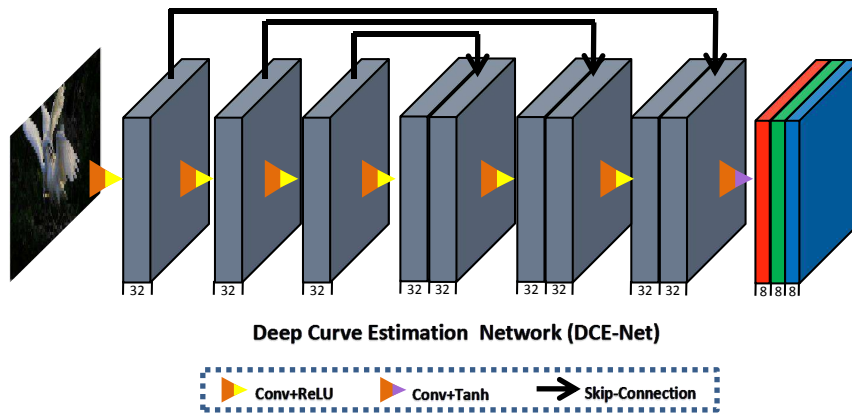 32 32 32 32 32 32 32 32 32 8 8 8
Deep Curve Estimation Network (DCE-Net)
Conv+ReLU Conv+Tanh Skip-Connection